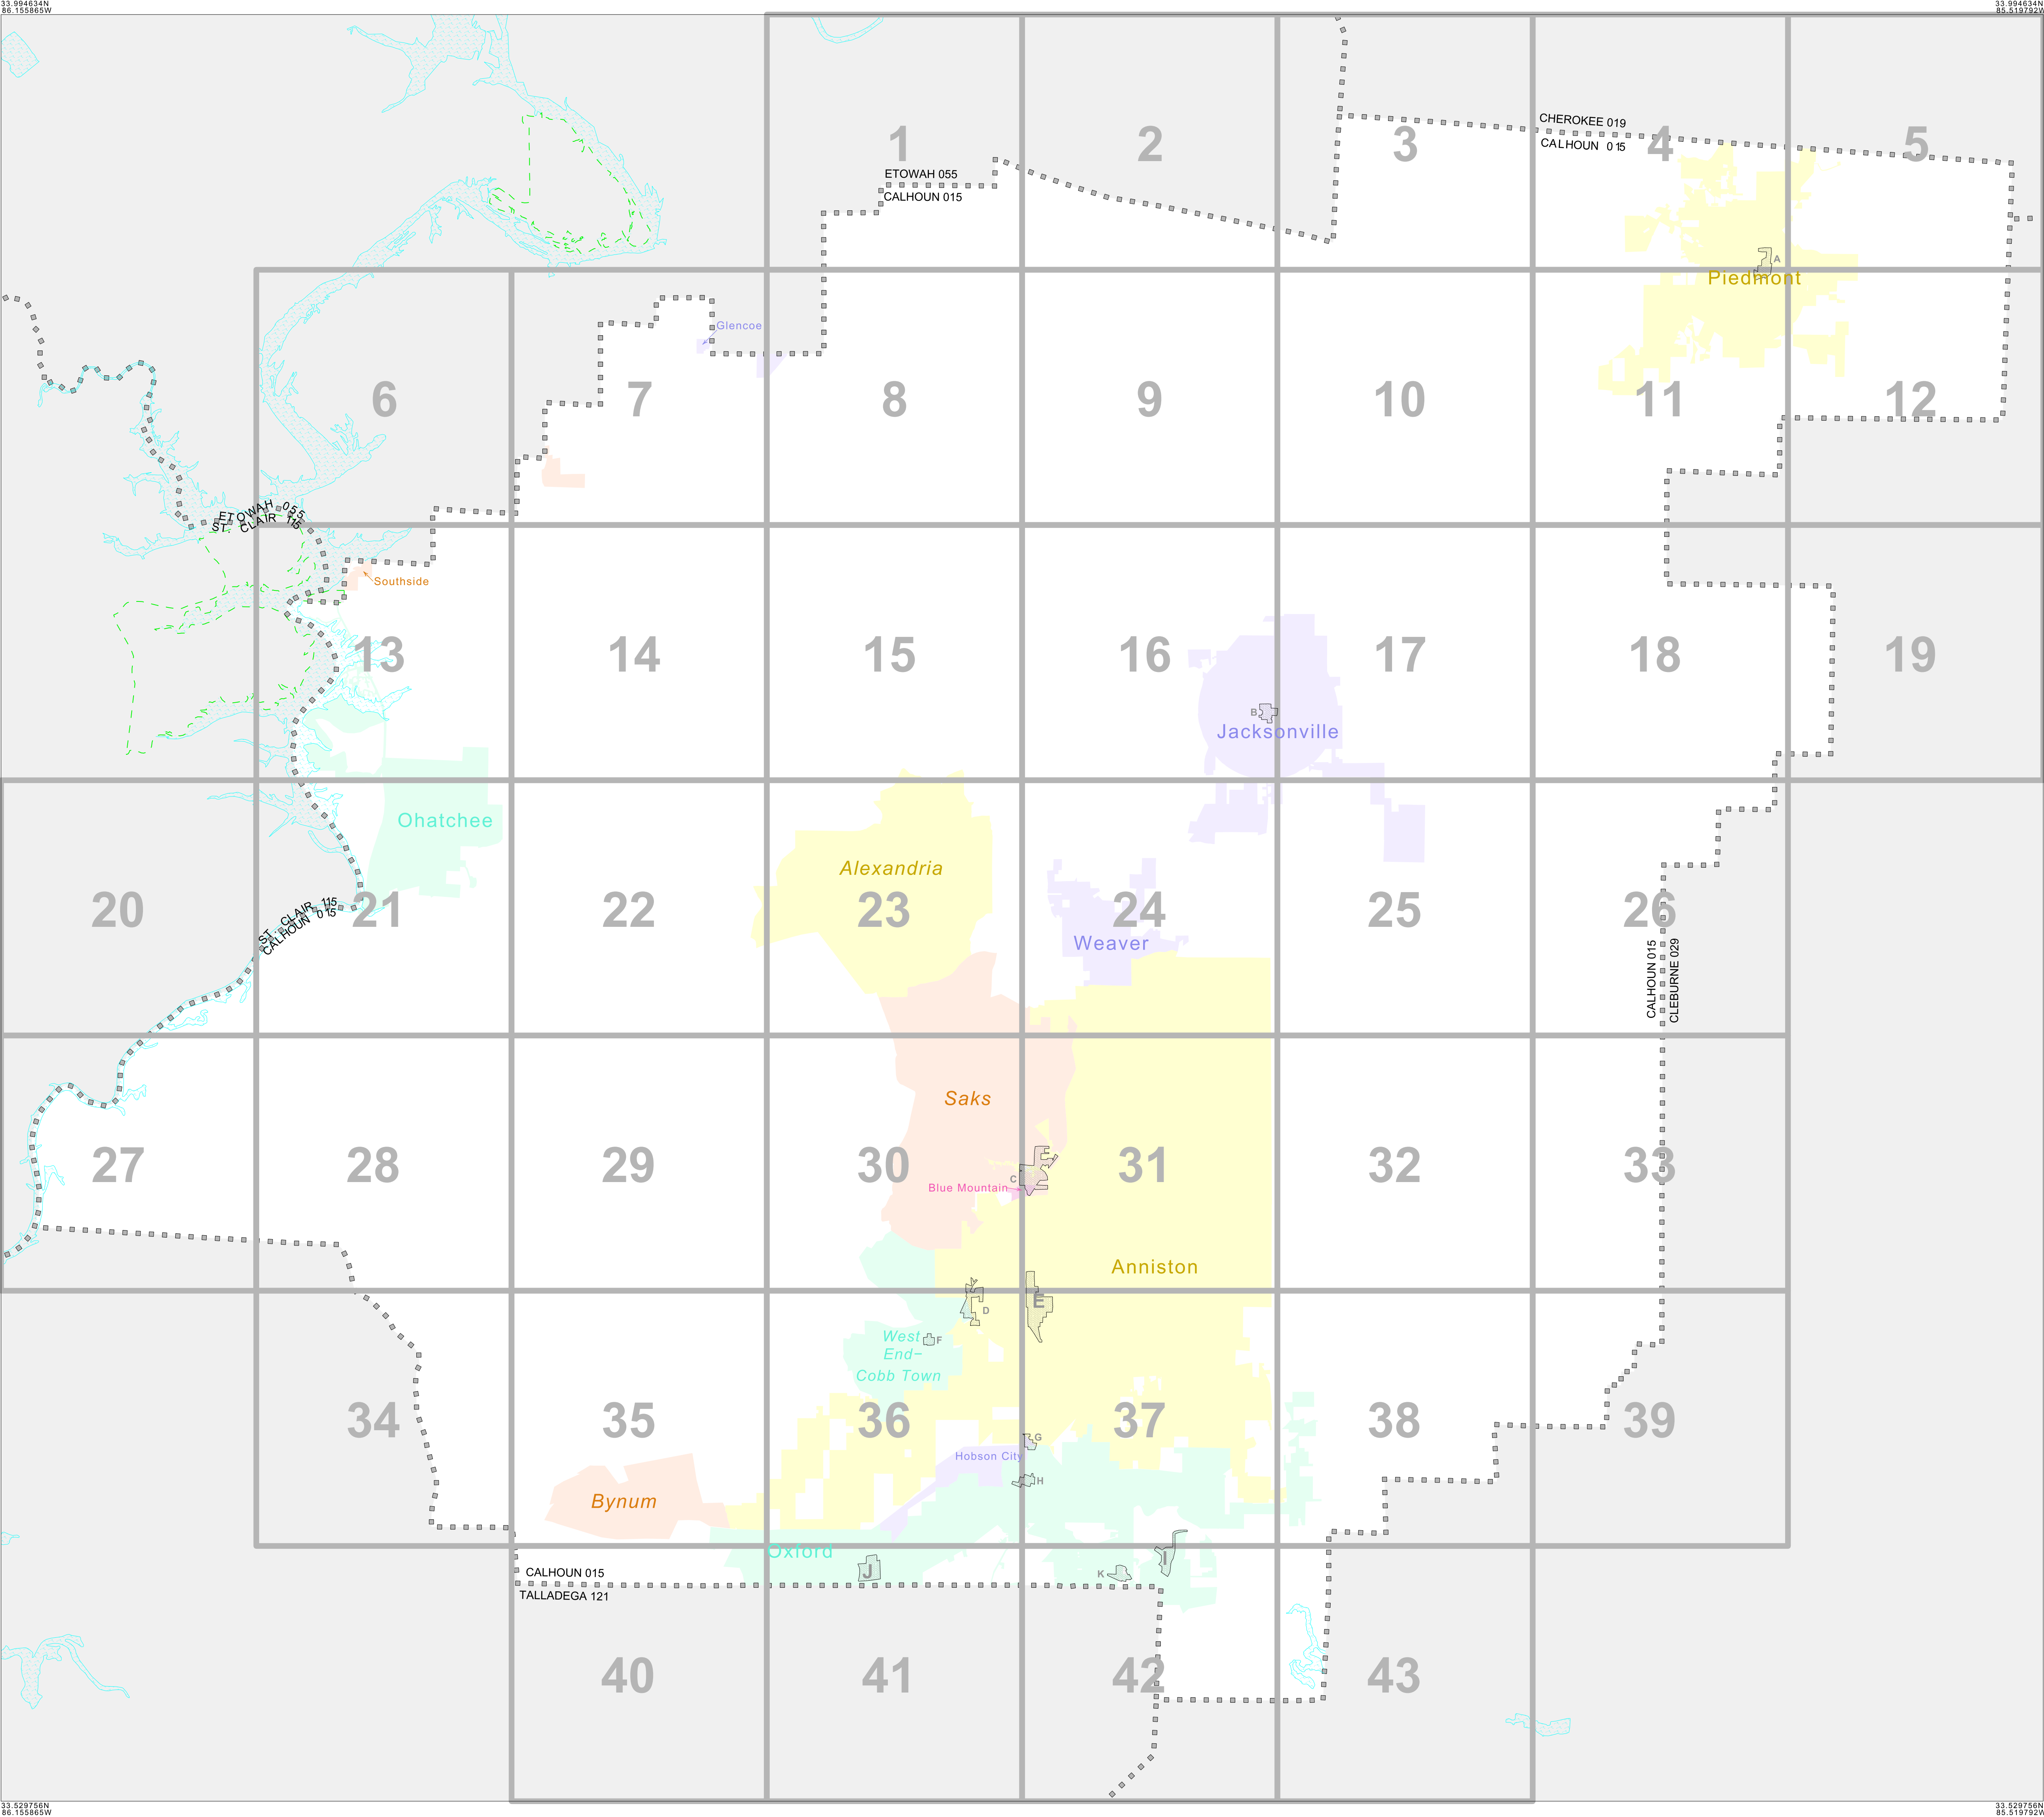 33.994634N
86.155865W
33.994634N
85.519792W
CHEROKEE 019
CALHOUN 015
1
2
3
4
5
ETOWAH 055
CALHOUN 015
A
Piedmont
Glencoe
6
7
8
9
10
11
12
ETOWAH 055
ST. CLAIR 115
Southside
13
14
15
16
17
18
19
B
Jacksonville
Ohatchee
Alexandria
20
21
22
23
24
25
26
ST. CLAIR 115
CALHOUN 015
Weaver
CALHOUN 015
CLEBURNE 029
Saks
27
28
29
30
31
32
33
C
Blue Mountain
Anniston
E
D
West
End–
Cobb Town
F
34
35
36
37
38
39
G
Hobson City
H
Bynum
Oxford
I
J
K
CALHOUN 015
TALLADEGA 121
40
41
42
43
33.529756N
86.155865W
33.529756N
85.519792W